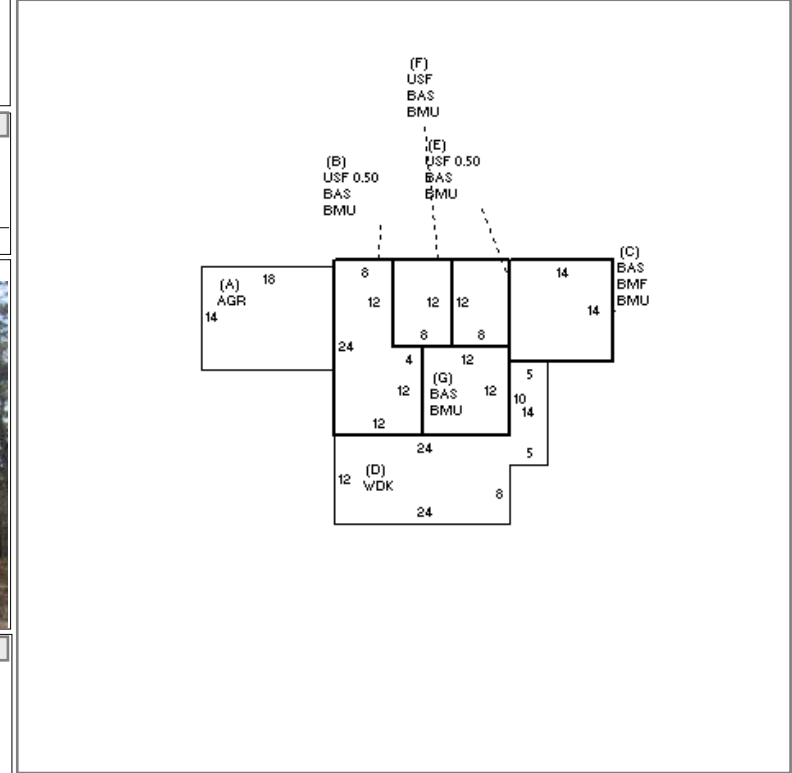 (F)
USF
BAS
BMU
(E)
USF 0.50
BAS
BMU
(B)
USF 0.50
BAS
BMU
(C)
BAS
BMF
BMU
18
(A)
AGR
14
8
12
12
12
14
14
24
8
8
4
12
5
(G)
BAS
BMU
12
12
10
14
12
24
5
12
(D)
WDK
8
24